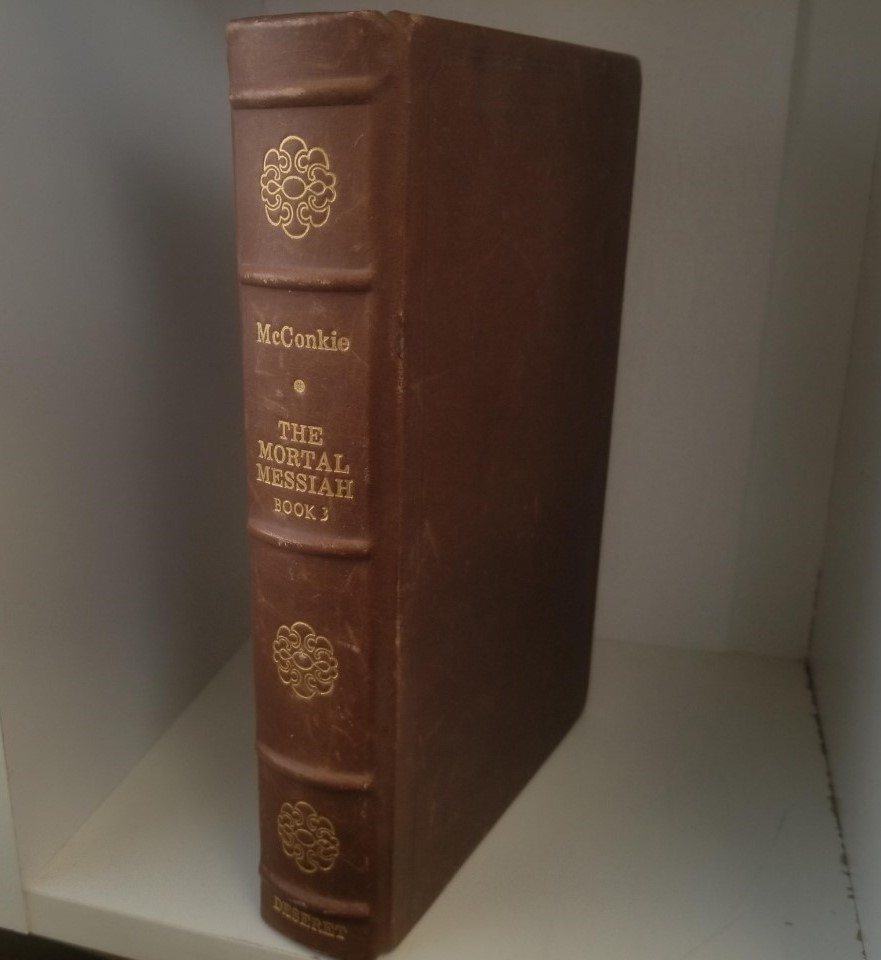 McConkie
THE
MORTAL
MESSIAH
BOOK 3
DESERET